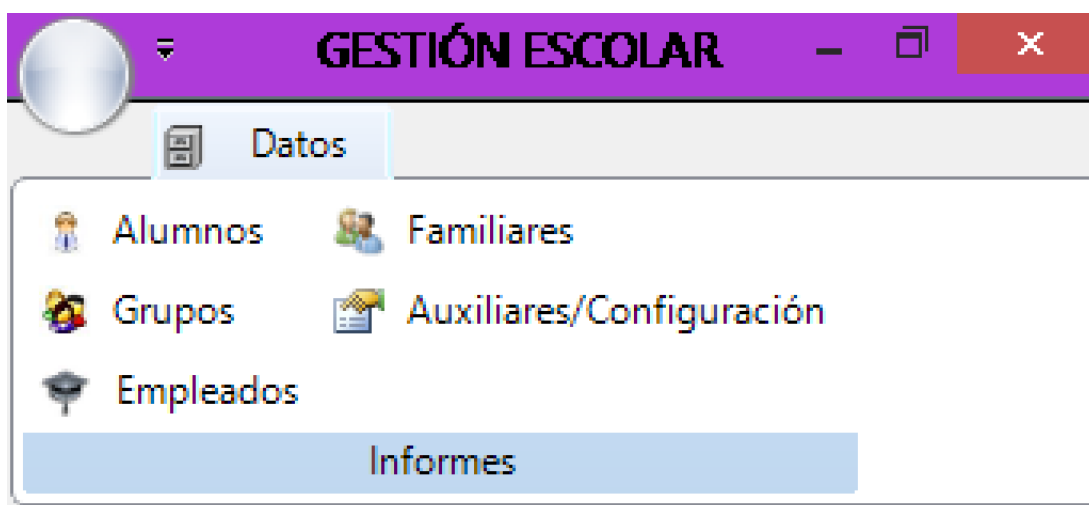 GESTIÓN ESCOLAR
Datos
Alumnos Familiares
Grupos Auxiliares/Configuración
Empleados
Informes